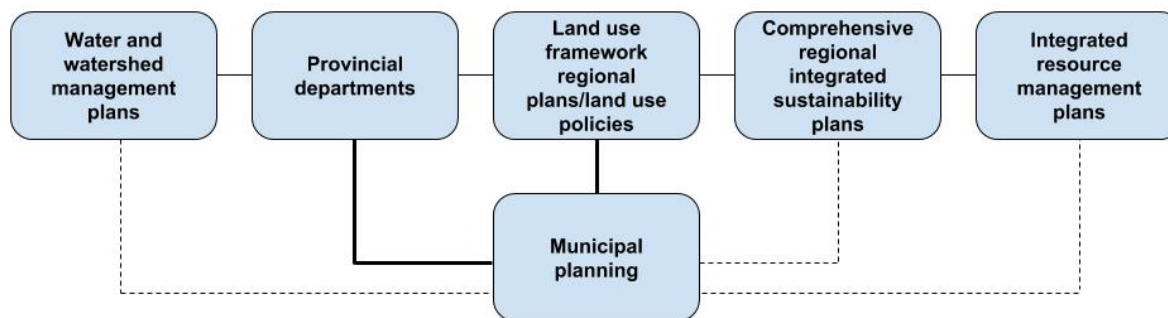 Water and
watershed
management
plans
Provincial
departments
Land use
framework
regional
plans/land use
policies
Comprehensive
regional
integrated
sustainability
plans
Integrated
resource
management
plans
Municipal
planning